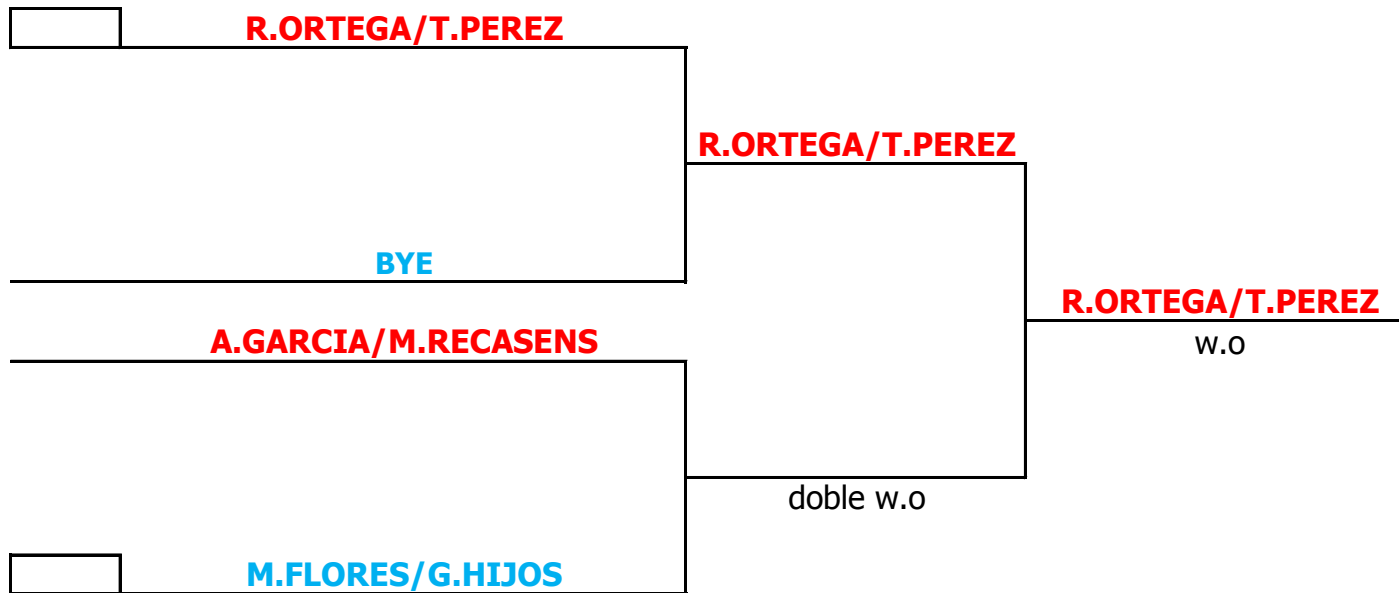 R.ORTEGA/T.PEREZ
R.ORTEGA/T.PEREZ
BYE
R.ORTEGA/T.PEREZ
w.o
A.GARCIA/M.RECASENS
doble w.o
M.FLORES/G.HIJOS